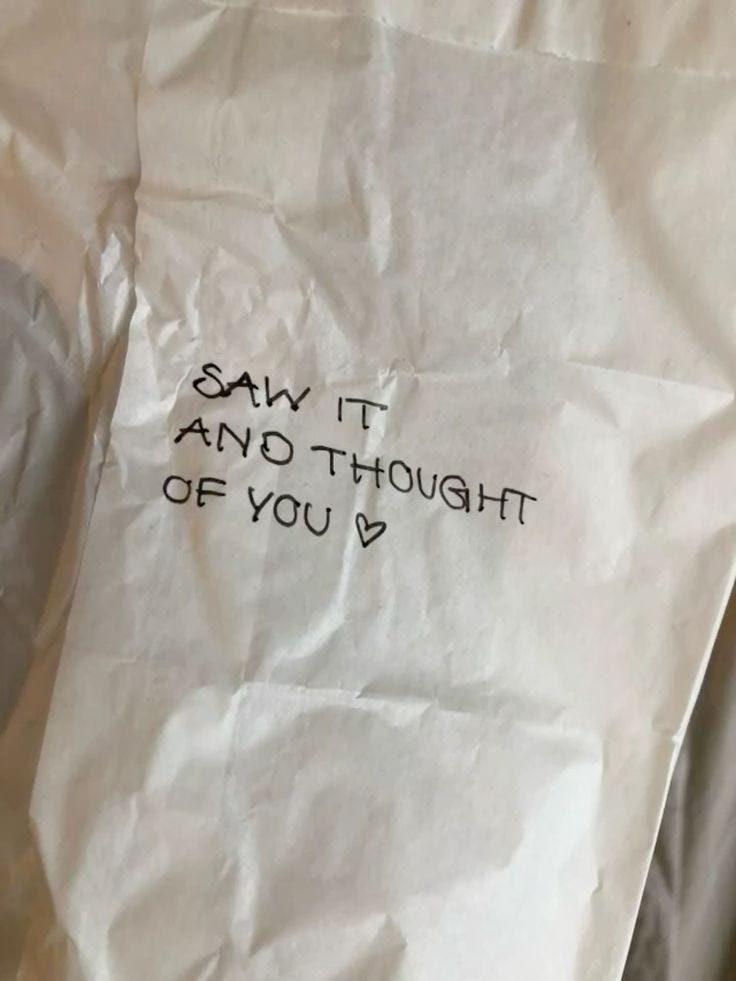 SAW IT
AND THOUGHT
OF YOU ♡